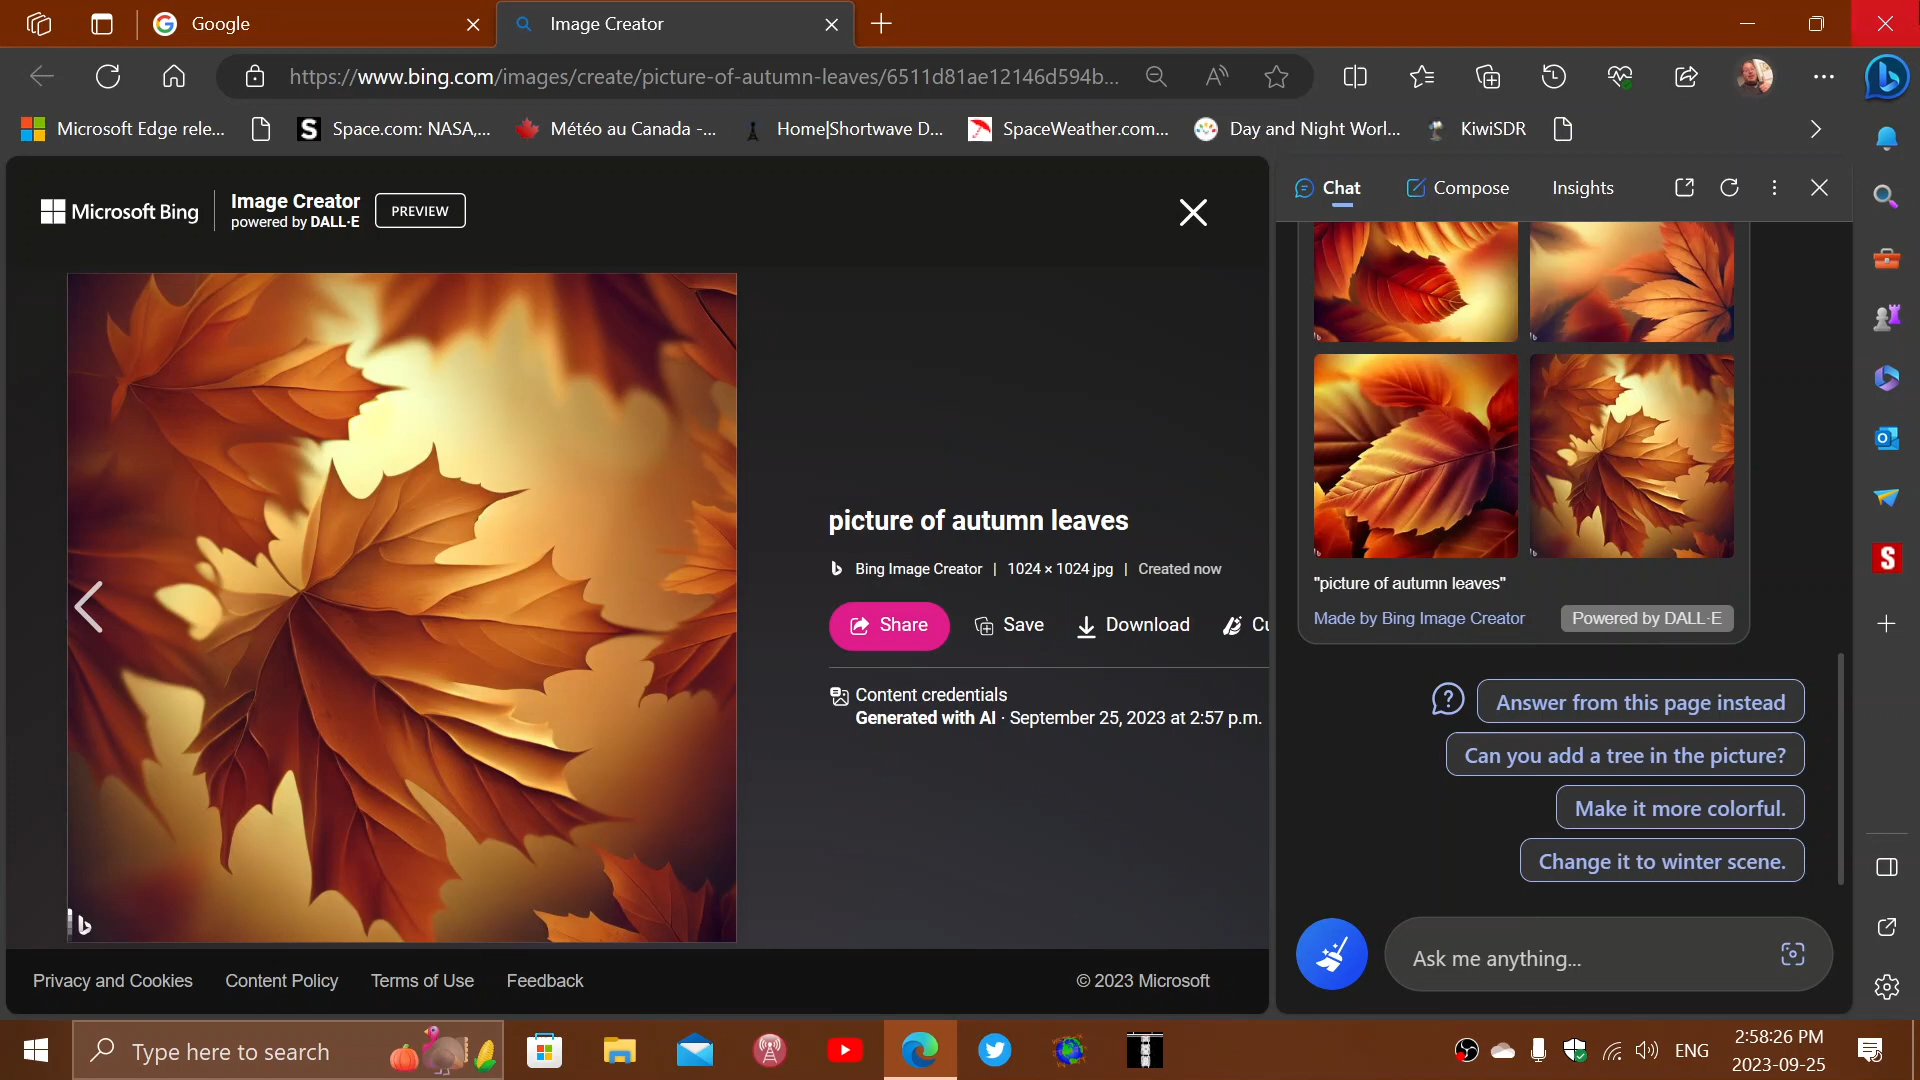 Google
Image Creator
https://www.bing.com/images/create/picture-of-autumn-leaves/6511d81ae12146d594b...
Microsoft Edge rele...
Space.com: NASA,...
Météo au Canada -...
Home|Shortwave D...
SpaceWeather.com...
Day and Night Worl...
KiwiSDR
Microsoft Bing
Image Creator
powered by DALL·E
PREVIEW
picture of autumn leaves
Bing Image Creator | 1024 × 1024 jpg | Created now
Share
Save
Download
Cu
Content credentials
Generated with AI · September 25, 2023 at 2:57 p.m.
Privacy and Cookies
Content Policy
Terms of Use
Feedback
© 2023 Microsoft
Chat
Compose
Insights
"picture of autumn leaves"
Made by Bing Image Creator
Powered by DALL·E
Answer from this page instead
Can you add a tree in the picture?
Make it more colorful.
Change it to winter scene.
Ask me anything...
Type here to search
ENG
2:58:26 PM
2023-09-25